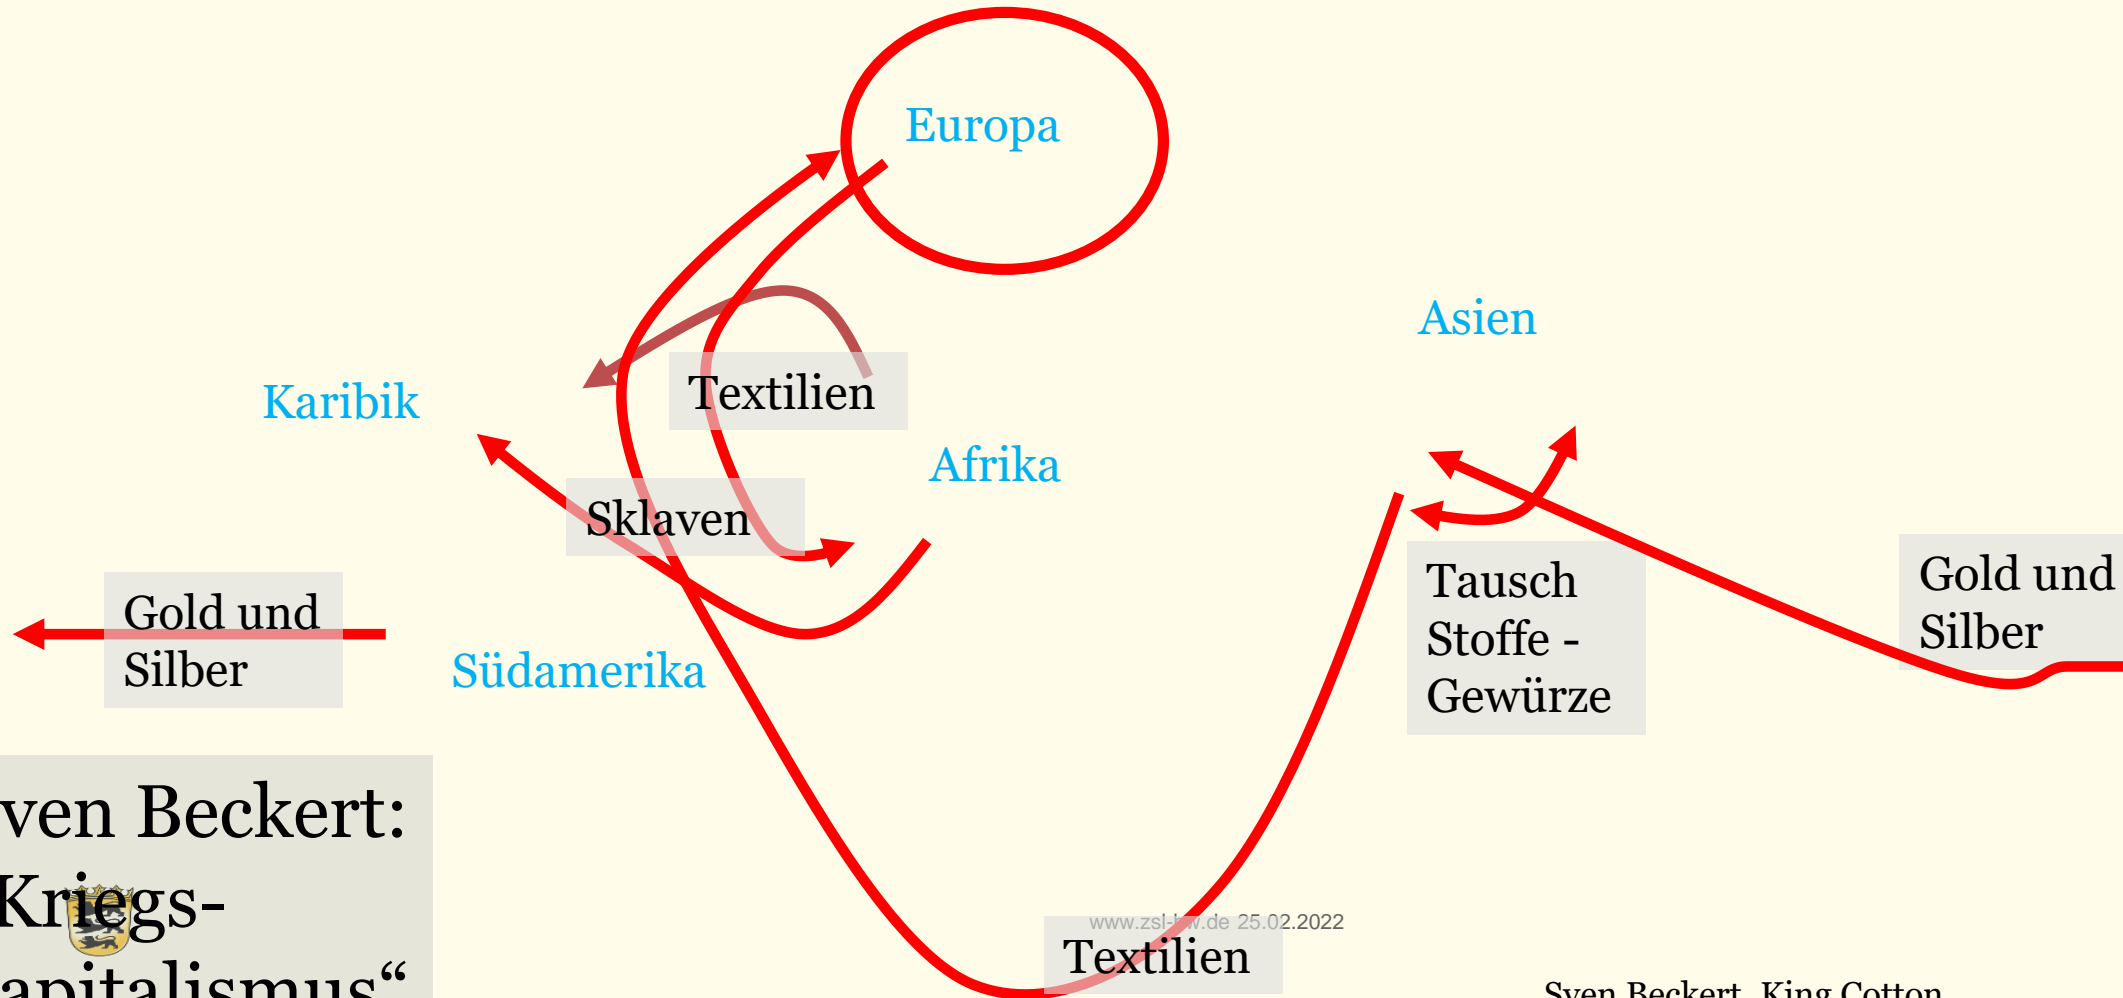 Europa
Asien
Karibik
Textilien
Afrika
Sklaven
Gold und
Silber
Südamerika
Tausch
Stoffe -
Gewürze
Gold und
Silber
ven Beckert:
Kriegs-
apitalismus“
www.zsl-bw.de 25.02.2022
Textilien
Sven Beckert, King Cotton